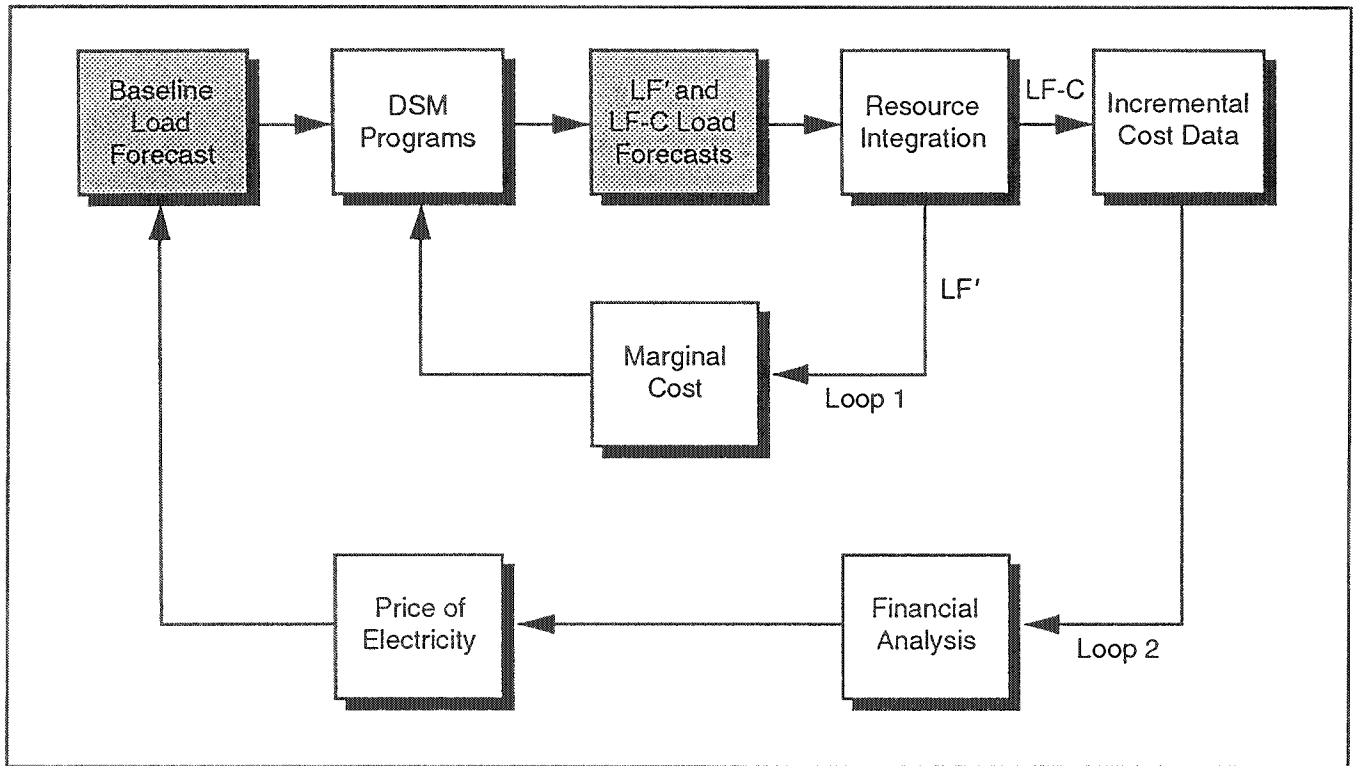 Baseline
Load
Forecast
DSM
Programs
LF′ and
LF-C Load
Forecasts
Resource
Integration
LF-C
Incremental
Cost Data
LF′
Marginal
Cost
Loop 1
Price of
Electricity
Financial
Analysis
Loop 2